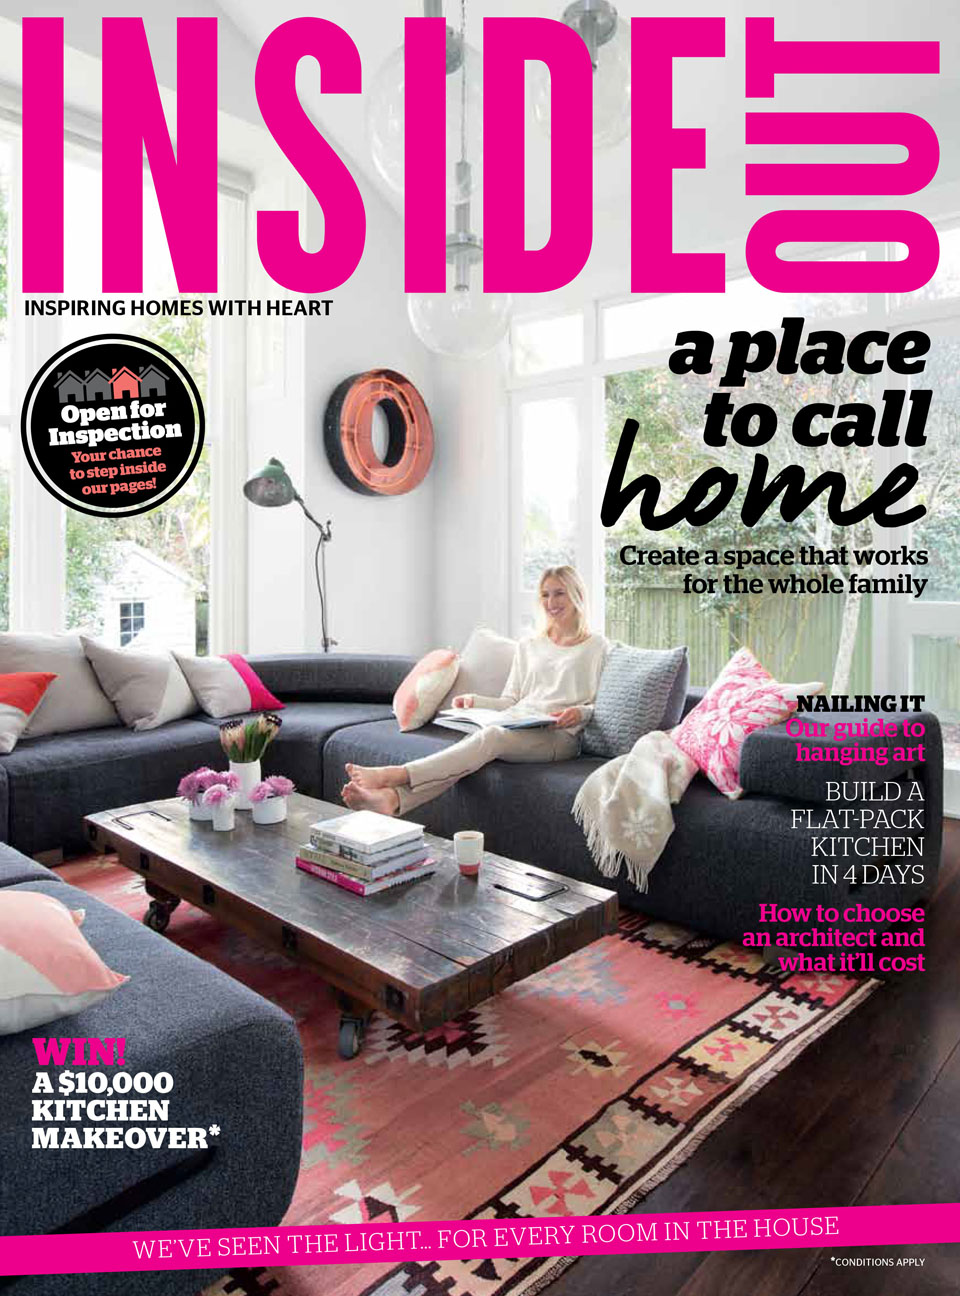 INSIDE OUT
INSPIRING HOMES WITH HEART
Open for
Inspection
Your chance
to step inside
our pages!
a place
to call
home
Create a space that works
for the whole family
NAILING IT
Our guide to
hanging art
BUILD A
FLAT-PACK
KITCHEN
IN 4 DAYS
How to choose
an architect and
what it'll cost
WIN!
A $10,000
KITCHEN
MAKEOVER*
WE'VE SEEN THE LIGHT... FOR EVERY ROOM IN THE HOUSE
*CONDITIONS APPLY